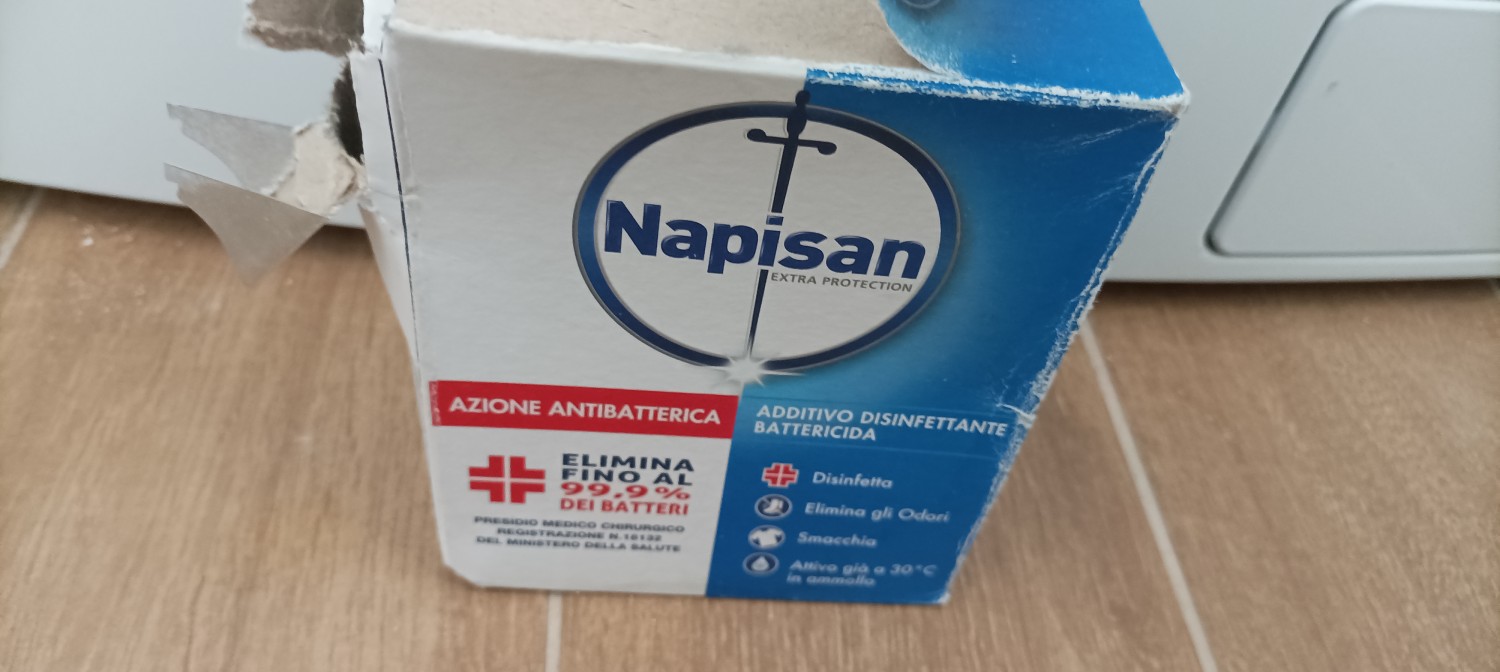 Napisan
EXTRA PROTECTION
AZIONE ANTIBATTERICA
ELIMINA
FINO AL
99,9%
DEI BATTERI
PRESIDIO MEDICO CHIRURGICO
REGISTRAZIONE N.18132
DEL MINISTERO DELLA SALUTE
ADDITIVO DISINFETTANTE
BATTERICIDA
Disinfetta
Elimina gli Odori
Smacchia
Attivo già a 30°C
in ammollo